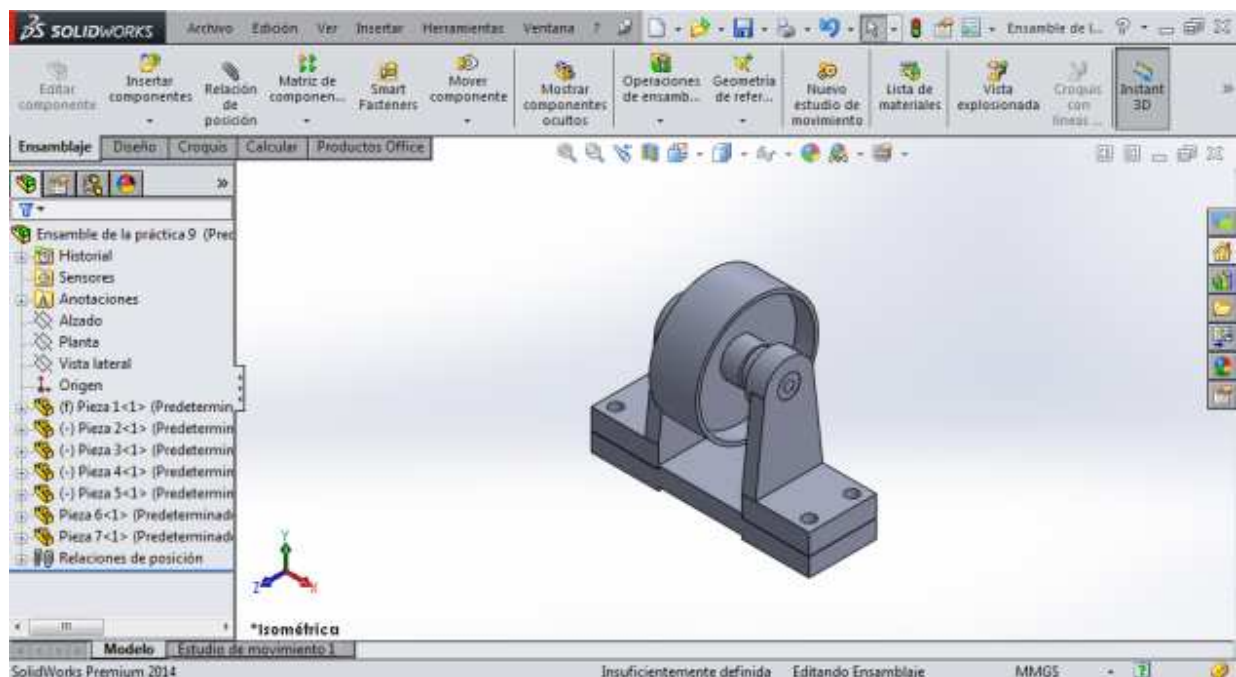 SOLIDWORKS Archivo Edición Ver Insertar Herramientas Ventana ? Ensamble de l...
Editar componente
Insertar componentes
Relación de posición
Matriz de componen...
Smart Fasteners
Mover componente
Mostrar componentes ocultos
Operaciones de ensamb...
Geometría de refer...
Nuevo estudio de movimiento
Lista de materiales
Vista explosionada
Croquis con líneas ...
Instant 3D
Ensamblaje Diseño Croquis Calcular Productos Office
Ensamble de la práctica 9 (Pred
Historial
Sensores
Anotaciones
Alzado
Planta
Vista lateral
Origen
(f) Pieza 1<1> (Predetermin
(-) Pieza 2<1> (Predetermin
(-) Pieza 3<1> (Predetermin
(-) Pieza 4<1> (Predetermin
(-) Pieza 5<1> (Predetermin
Pieza 6<1> (Predeterminad
Pieza 7<1> (Predeterminad
Relaciones de posición
Y
Z X
*Isométrica
Modelo Estudio de movimiento 1
SolidWorks Premium 2014 Insuficientemente definida Editando Ensamblaje MMGS